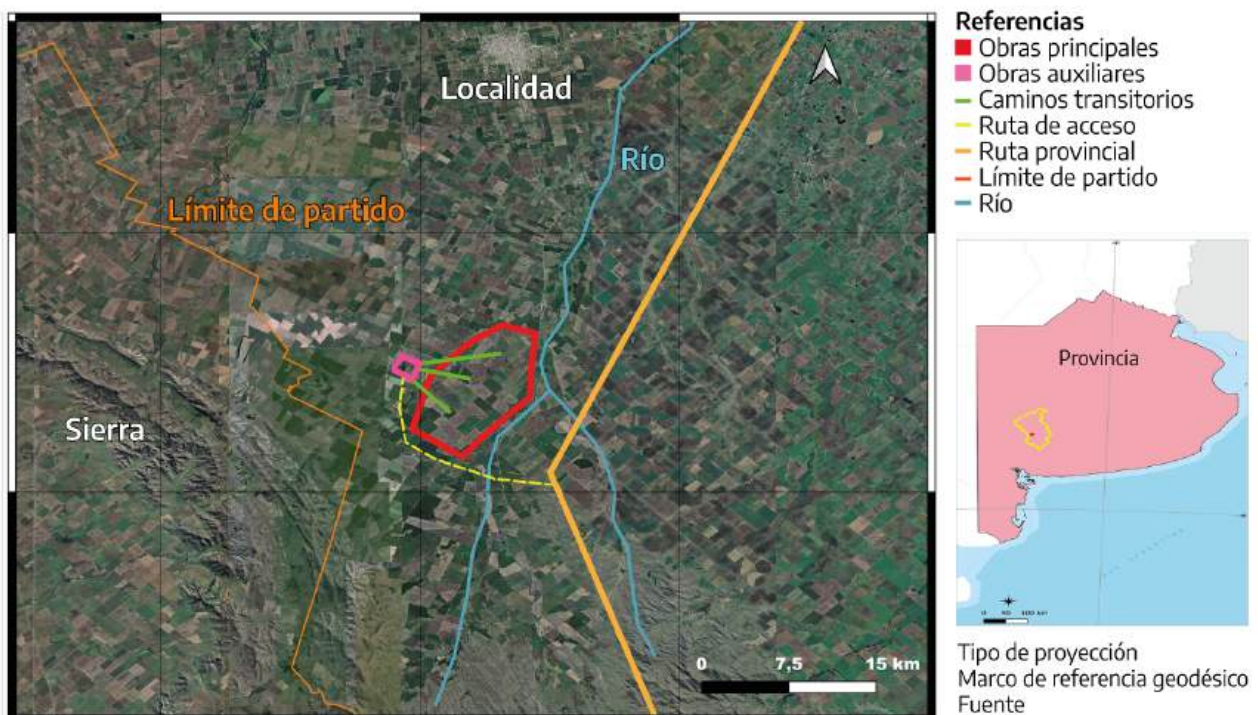 Localidad
Río
Límite de partido
Sierra
0 7,5 15 km
Referencias
Obras principales
Obras auxiliares
Caminos transitorios
Ruta de acceso
Ruta provincial
Límite de partido
Río
Provincia
Tipo de proyección
Marco de referencia geodésico
Fuente